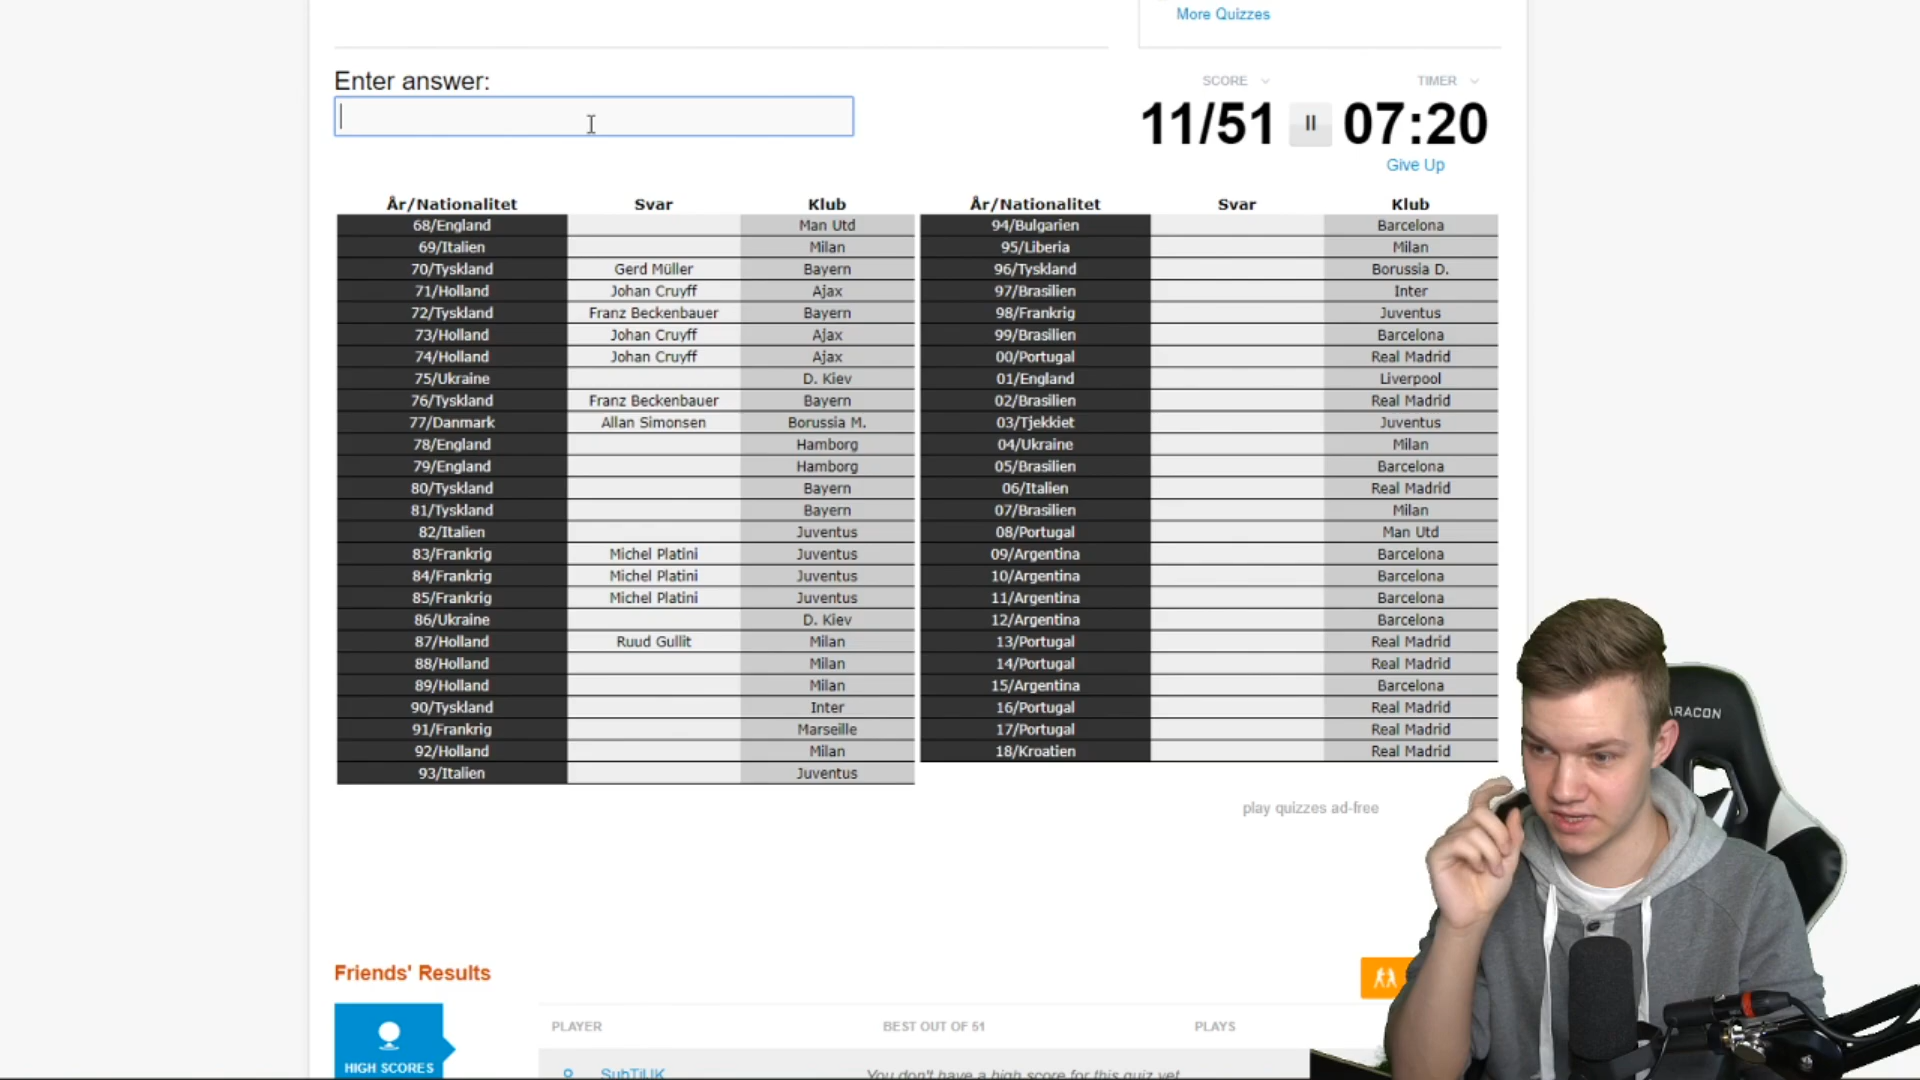 More Quizzes
Enter answer:
SCORE
TIMER
11/51
07:20
Give Up
År/Nationalitet Svar Klub
68/England Man Utd
69/Italien Milan
70/Tyskland Gerd Müller Bayern
71/Holland Johan Cruyff Ajax
72/Tyskland Franz Beckenbauer Bayern
73/Holland Johan Cruyff Ajax
74/Holland Johan Cruyff Ajax
75/Ukraine D. Kiev
76/Tyskland Franz Beckenbauer Bayern
77/Danmark Allan Simonsen Borussia M.
78/England Hamborg
79/England Hamborg
80/Tyskland Bayern
81/Tyskland Bayern
82/Italien Juventus
83/Frankrig Michel Platini Juventus
84/Frankrig Michel Platini Juventus
85/Frankrig Michel Platini Juventus
86/Ukraine D. Kiev
87/Holland Ruud Gullit Milan
88/Holland Milan
89/Holland Milan
90/Tyskland Inter
91/Frankrig Marseille
92/Holland Milan
93/Italien Juventus
År/Nationalitet Svar Klub
94/Bulgarien Barcelona
95/Liberia Milan
96/Tyskland Borussia D.
97/Brasilien Inter
98/Frankrig Juventus
99/Brasilien Barcelona
00/Portugal Real Madrid
01/England Liverpool
02/Brasilien Real Madrid
03/Tjekkiet Juventus
04/Ukraine Milan
05/Brasilien Barcelona
06/Italien Real Madrid
07/Brasilien Milan
08/Portugal Man Utd
09/Argentina Barcelona
10/Argentina Barcelona
11/Argentina Barcelona
12/Argentina Barcelona
13/Portugal Real Madrid
14/Portugal Real Madrid
15/Argentina Barcelona
16/Portugal Real Madrid
17/Portugal Real Madrid
18/Kroatien Real Madrid
play quizzes ad-free
ARACON
Friends' Results
HIGH SCORES
PLAYER BEST OUT OF 51 PLAYS
SubTilUK You don't have a high score for this quiz yet